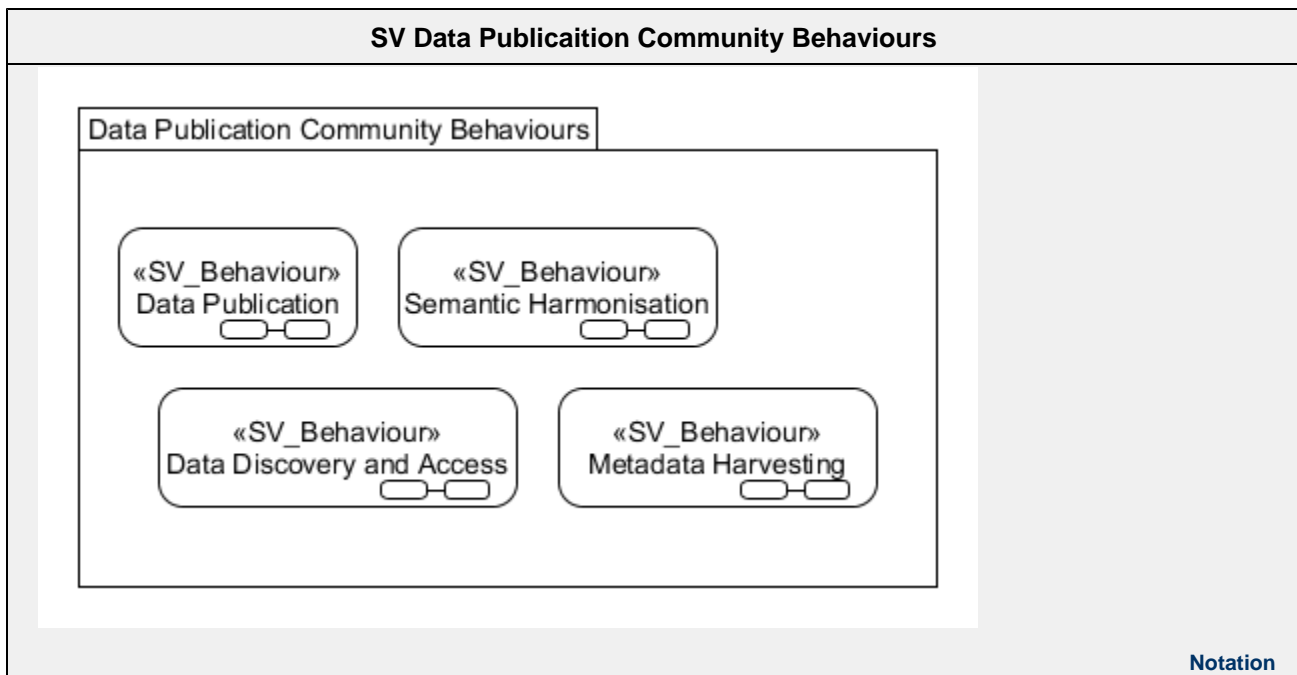 SV Data Publicaition Community Behaviours
Data Publication Community Behaviours
«SV_Behaviour»
Data Publication
«SV_Behaviour»
Semantic Harmonisation
«SV_Behaviour»
Data Discovery and Access
«SV_Behaviour»
Metadata Harvesting
Notation